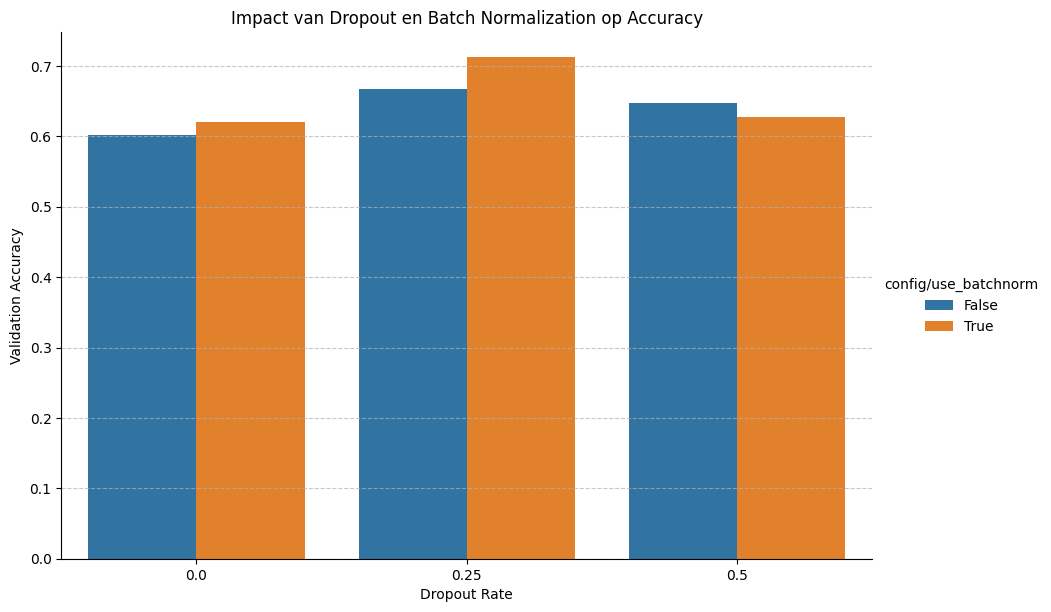 Impact van Dropout en Batch Normalization op Accuracy
Validation Accuracy
0.7
0.6
0.5
0.4
0.3
0.2
0.1
0.0
0.0 0.25 0.5
Dropout Rate
config/use_batchnorm
False
True